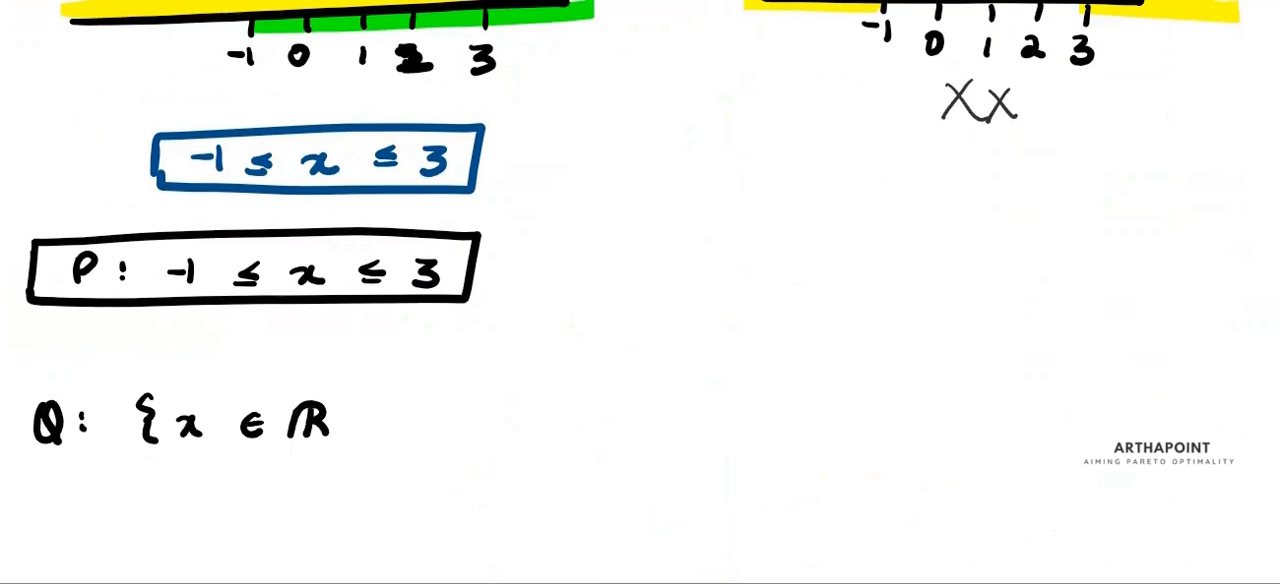 -1 0 1 2 3
-1 ≤ x ≤ 3
P: -1 ≤ x ≤ 3
Q: {x ∈ ℝ
-1 0 1 2 3
XX
ARTHAPOINT
AIMING PARETO OPTIMALITY